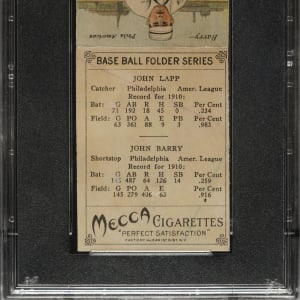 Phila Americans BARRY
BASE BALL FOLDER SERIES
JOHN LAPP
Catcher Philadelphia Amer. League
Record for 1910:
Bat: G AB R H SB Per Cent
71 192 18 45 0 .234
Field: G PO A E PB Per Cent
63 361 88 9 3 .983
JOHN BARRY
Shortstop Philadelphia Amer. League
Record for 1910:
Bat: G AB R H SB Per Cent
145 487 64 126 14 .259
Field: G PO A E Per Cent
145 279 406 63 .916
MECCA CIGARETTES
"PERFECT SATISFACTION"